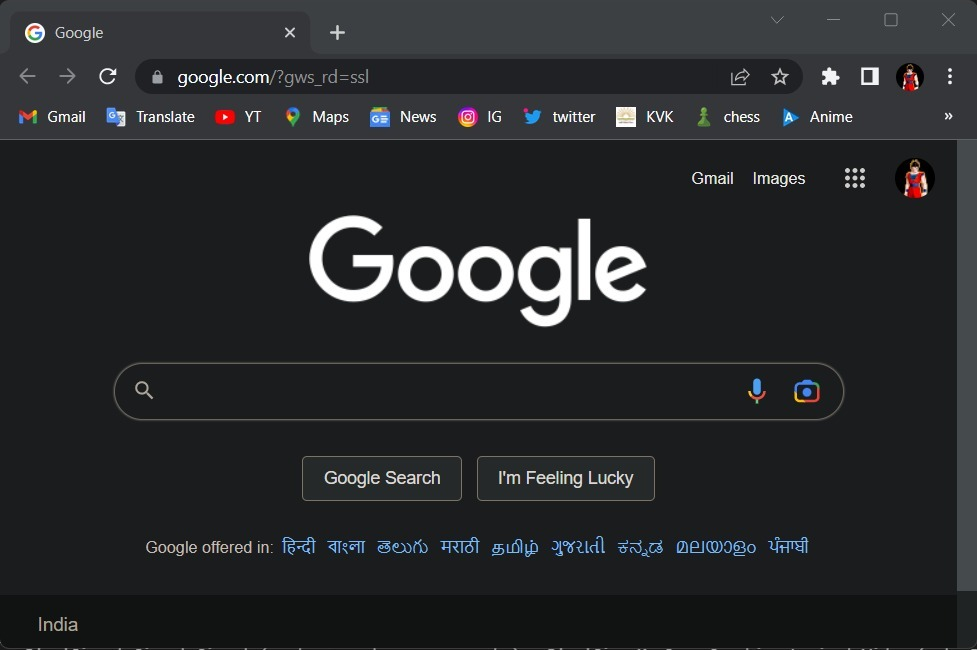 Google
google.com/?gws_rd=ssl
Gmail Translate YT Maps News IG twitter KVK chess Anime »
Gmail Images
Google
Google Search I'm Feeling Lucky
Google offered in: हिन्दी বাংলা తెలుగు मराठी தமிழ் ગુજરાતી ಕನ್ನಡ മലയാളം ਪੰਜਾਬੀ
India